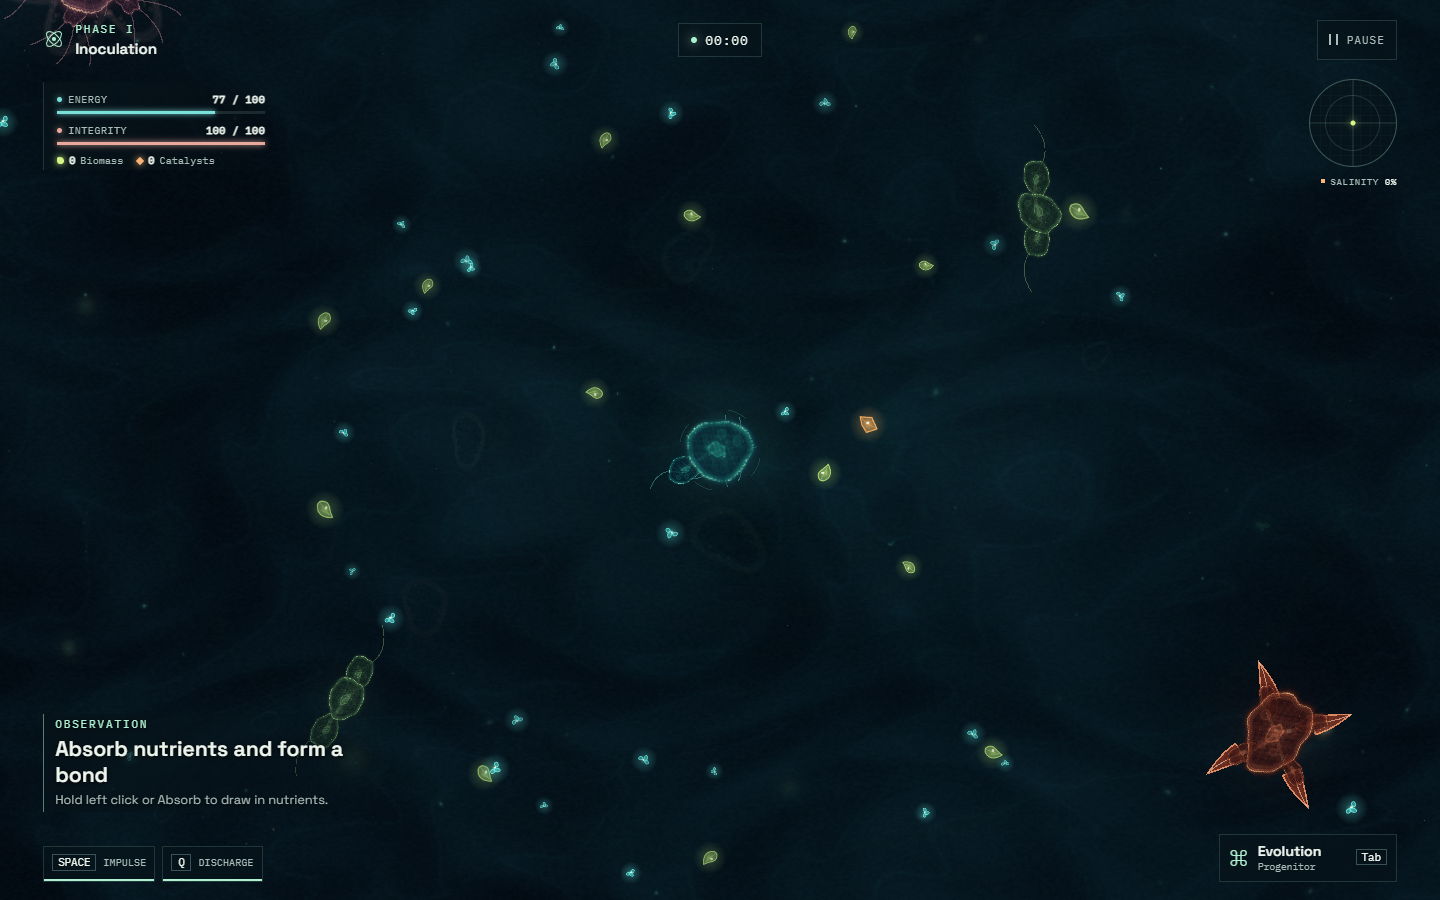 PHASE I
Inoculation
00:00
PAUSE
ENERGY 77 / 100
INTEGRITY 100 / 100
0 Biomass 0 Catalysts
SALINITY 0%
OBSERVATION
Absorb nutrients and form a
bond
Hold left click or Absorb to draw in nutrients.
SPACE IMPULSE
Q DISCHARGE
Evolution
Progenitor
Tab